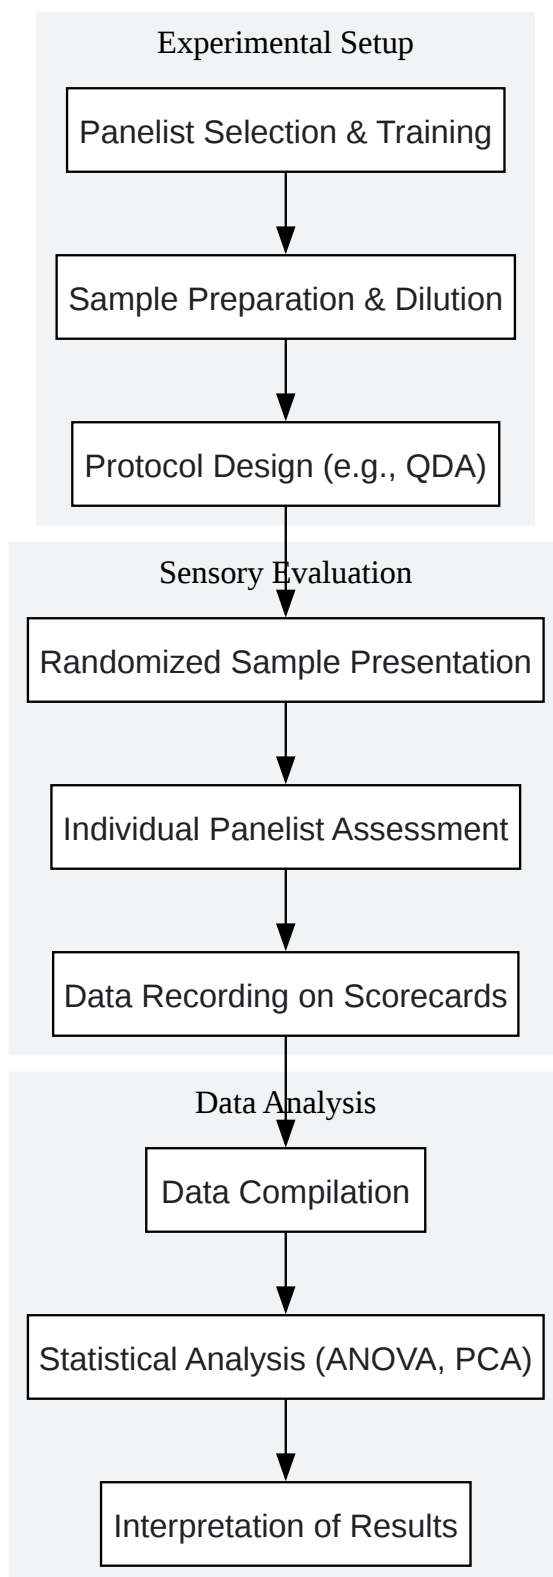 Experimental Setup
Panelist Selection & Training
Sample Preparation & Dilution
Protocol Design (e.g., QDA)
Sensory Evaluation
Randomized Sample Presentation
Individual Panelist Assessment
Data Recording on Scorecards
Data Analysis
Data Compilation
Statistical Analysis (ANOVA, PCA)
Interpretation of Results